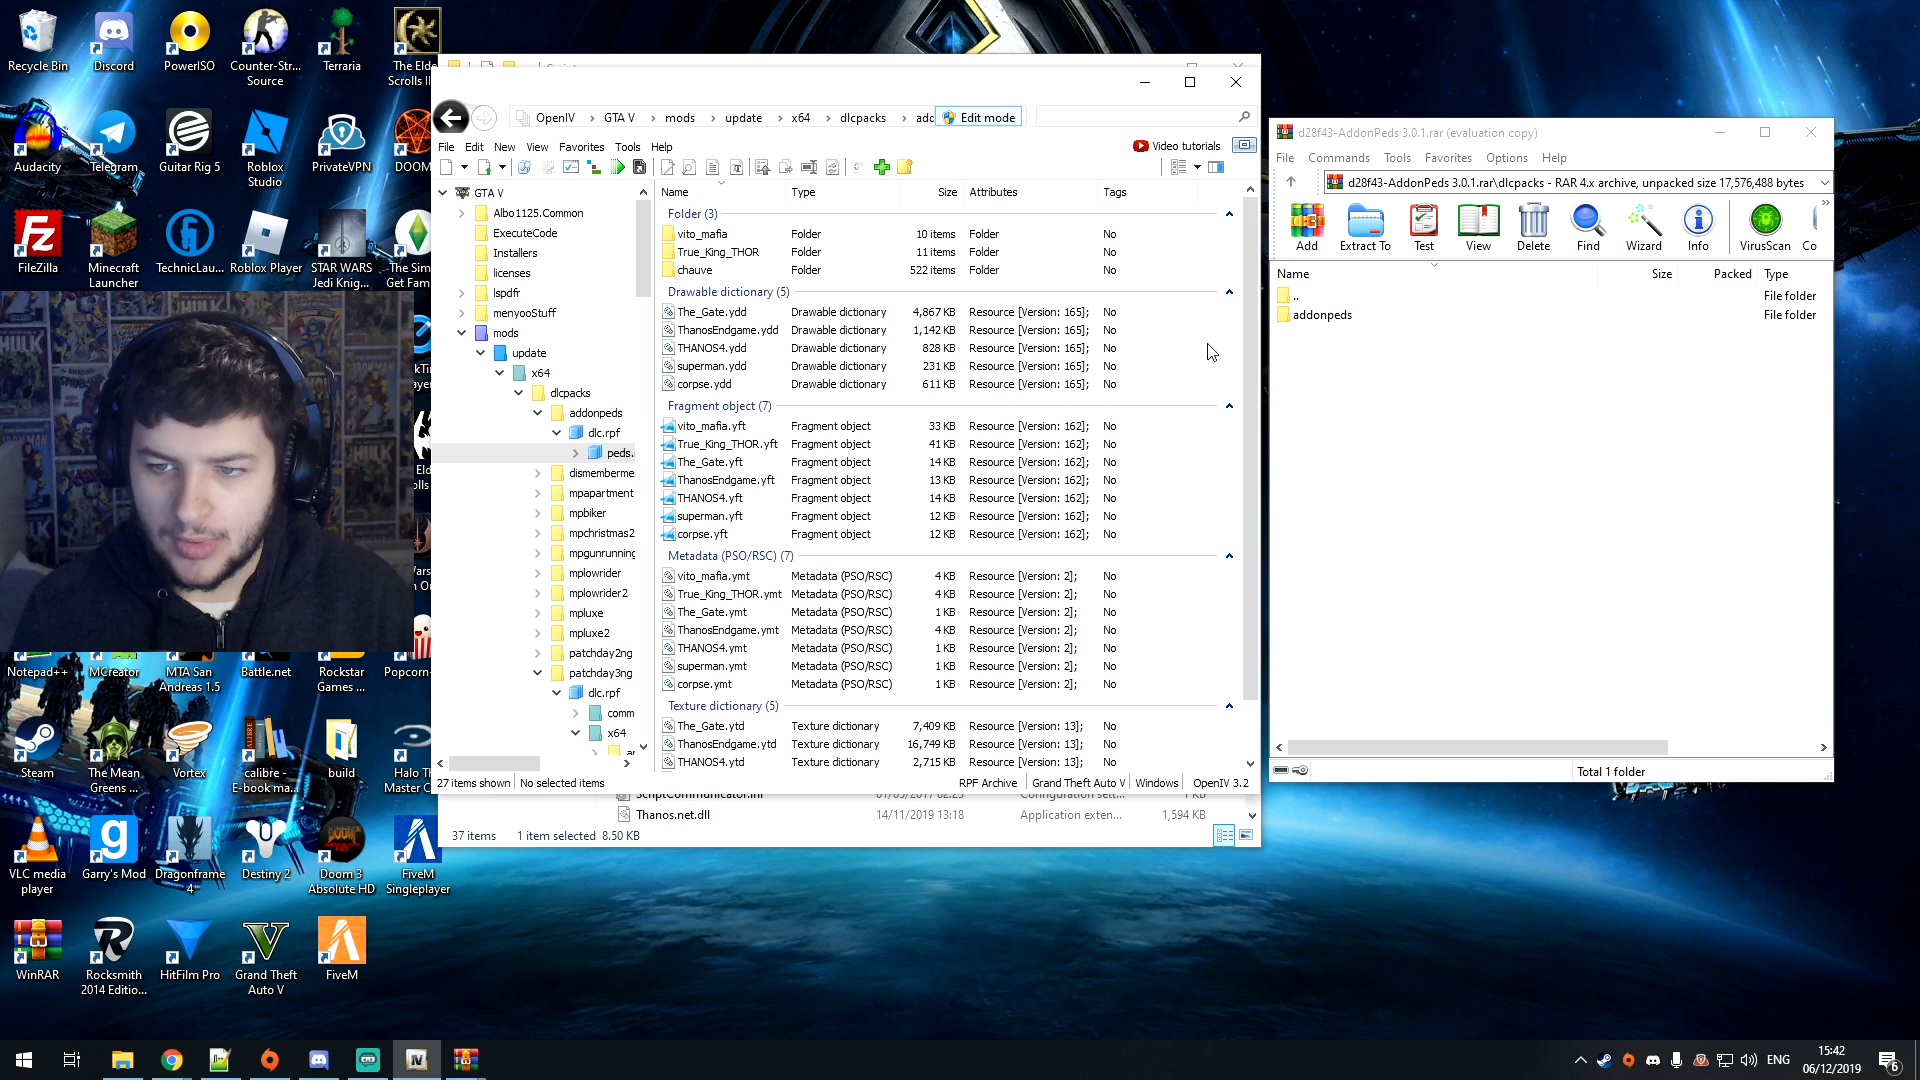 Recycle Bin
Discord
PowerISO
Counter-Str... Source
Terraria
The Elder Scrolls II
Audacity
Telegram
Guitar Rig 5
Roblox Studio
PrivateVPN
DOOM
FileZilla
Minecraft Launcher
TechnicLau...
Roblox Player
STAR WARS Jedi Knig...
The Sim Get Fam
Notepad++
MCreator
MTA San Andreas 1.5
Battle.net
Rockstar Games ...
Popcorn-
Steam
The Mean Greens ...
Vortex
calibre - E-book ma...
build
Halo Th Master C
VLC media player
Garry's Mod
Dragonframe 4
Destiny 2
Doom 3 Absolute HD
FiveM Singleplayer
WinRAR
Rocksmith 2014 Editio...
HitFilm Pro
Grand Theft Auto V
FiveM
OpenIV
GTA V
mods
update
x64
dlcpacks
add
Edit mode
File Edit New View Favorites Tools Help
Video tutorials
GTA V
Albo1125.Common
ExecuteCode
Installers
licenses
lspdfr
menyooStuff
mods
update
x64
dlcpacks
addonpeds
dlc.rpf
peds.
dismemberme
mpapartment
mpbiker
mpchristmas2
mpgunrunning
mplowrider
mplowrider2
mpluxe
mpluxe2
patchday2ng
patchday3ng
dlc.rpf
comm
x64
Name Type Size Attributes Tags
Folder (3)
vito_mafia Folder 10 items Folder No
True_King_THOR Folder 11 items Folder No
chauve Folder 522 items Folder No
Drawable dictionary (5)
The_Gate.ydd Drawable dictionary 4,867 KB Resource [Version: 165]; No
ThanosEndgame.ydd Drawable dictionary 1,142 KB Resource [Version: 165]; No
THANOS4.ydd Drawable dictionary 828 KB Resource [Version: 165]; No
superman.ydd Drawable dictionary 231 KB Resource [Version: 165]; No
corpse.ydd Drawable dictionary 611 KB Resource [Version: 165]; No
Fragment object (7)
vito_mafia.yft Fragment object 33 KB Resource [Version: 162]; No
True_King_THOR.yft Fragment object 41 KB Resource [Version: 162]; No
The_Gate.yft Fragment object 14 KB Resource [Version: 162]; No
ThanosEndgame.yft Fragment object 13 KB Resource [Version: 162]; No
THANOS4.yft Fragment object 14 KB Resource [Version: 162]; No
superman.yft Fragment object 12 KB Resource [Version: 162]; No
corpse.yft Fragment object 12 KB Resource [Version: 162]; No
Metadata (PSO/RSC) (7)
vito_mafia.ymt Metadata (PSO/RSC) 4 KB Resource [Version: 2]; No
True_King_THOR.ymt Metadata (PSO/RSC) 4 KB Resource [Version: 2]; No
The_Gate.ymt Metadata (PSO/RSC) 1 KB Resource [Version: 2]; No
ThanosEndgame.ymt Metadata (PSO/RSC) 4 KB Resource [Version: 2]; No
THANOS4.ymt Metadata (PSO/RSC) 1 KB Resource [Version: 2]; No
superman.ymt Metadata (PSO/RSC) 1 KB Resource [Version: 2]; No
corpse.ymt Metadata (PSO/RSC) 1 KB Resource [Version: 2]; No
Texture dictionary (5)
The_Gate.ytd Texture dictionary 7,409 KB Resource [Version: 13]; No
ThanosEndgame.ytd Texture dictionary 16,749 KB Resource [Version: 13]; No
THANOS4.ytd Texture dictionary 2,715 KB Resource [Version: 13]; No
27 items shown No selected items RPF Archive Grand Theft Auto V Windows OpenIV 3.2
Thanos.net.dll 14/11/2019 13:18 Application exten... 1,594 KB
37 items 1 item selected 8.50 KB
d28f43-AddonPeds 3.0.1.rar (evaluation copy)
File Commands Tools Favorites Options Help
d28f43-AddonPeds 3.0.1.rar\dlcpacks - RAR 4.x archive, unpacked size 17,576,488 bytes
Add Extract To Test View Delete Find Wizard Info VirusScan Co
Name Size Packed Type
.. File folder
addonpeds File folder
Total 1 folder
HULK
ENG
15:42
06/12/2019
6